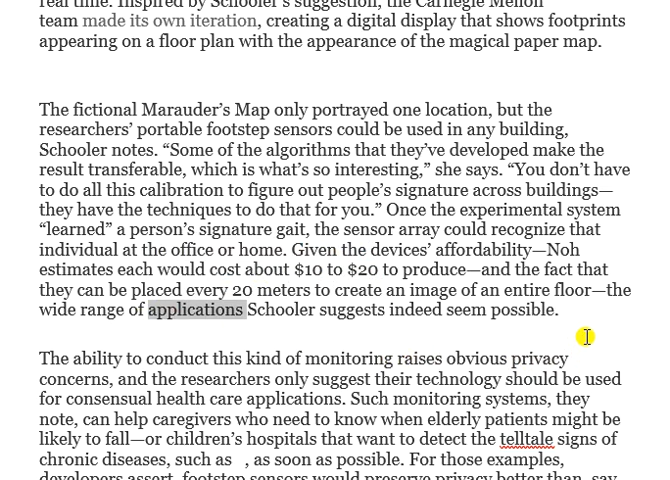 real time. Inspired by Schooler's suggestion, the Carnegie Mellon
team made its own iteration, creating a digital display that shows footprints
appearing on a floor plan with the appearance of the magical paper map.
The fictional Marauder's Map only portrayed one location, but the
researchers' portable footstep sensors could be used in any building,
Schooler notes. “Some of the algorithms that they've developed make the
result transferable, which is what's so interesting,” she says. “You don't have
to do all this calibration to figure out people's signature across buildings—
they have the techniques to do that for you.” Once the experimental system
“learned” a person's signature gait, the sensor array could recognize that
individual at the office or home. Given the devices' affordability—Noh
estimates each would cost about $10 to $20 to produce—and the fact that
they can be placed every 20 meters to create an image of an entire floor—the
wide range of applications Schooler suggests indeed seem possible.
The ability to conduct this kind of monitoring raises obvious privacy
concerns, and the researchers only suggest their technology should be used
for consensual health care applications. Such monitoring systems, they
note, can help caregivers who need to know when elderly patients might be
likely to fall—or children's hospitals that want to detect the telltale signs of
chronic diseases, such as , as soon as possible. For those examples,
developers assert, footstep sensors would preserve privacy better than, say